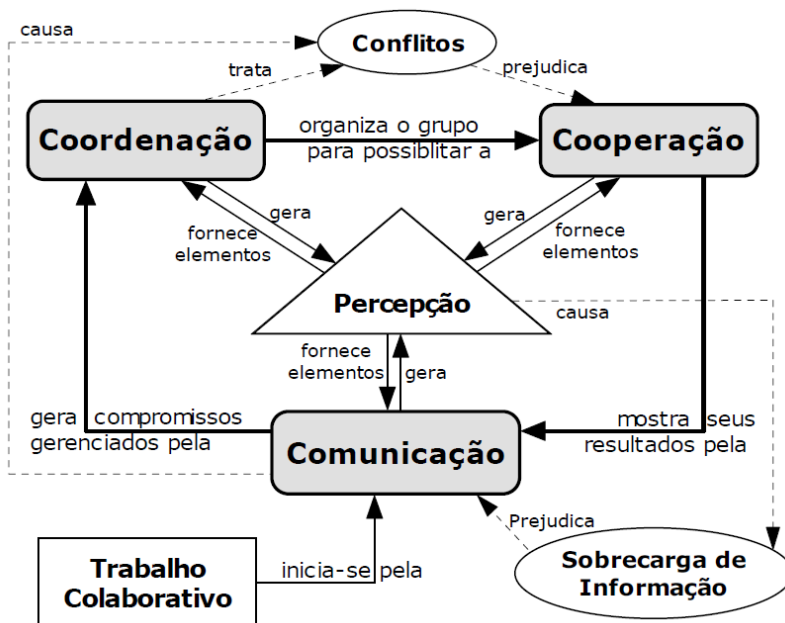 causa
Conflitos
trata
prejudica
Coordenação
organiza o grupo
para possiblitar a
Cooperação
gera
fornece
elementos
gera
fornece
elementos
Percepção
causa
fornece
elementos
gera
gera compromissos
gerenciados pela
mostra seus
resultados pela
Comunicação
Prejudica
Trabalho
Colaborativo
inicia-se pela
Sobrecarga de
Informação